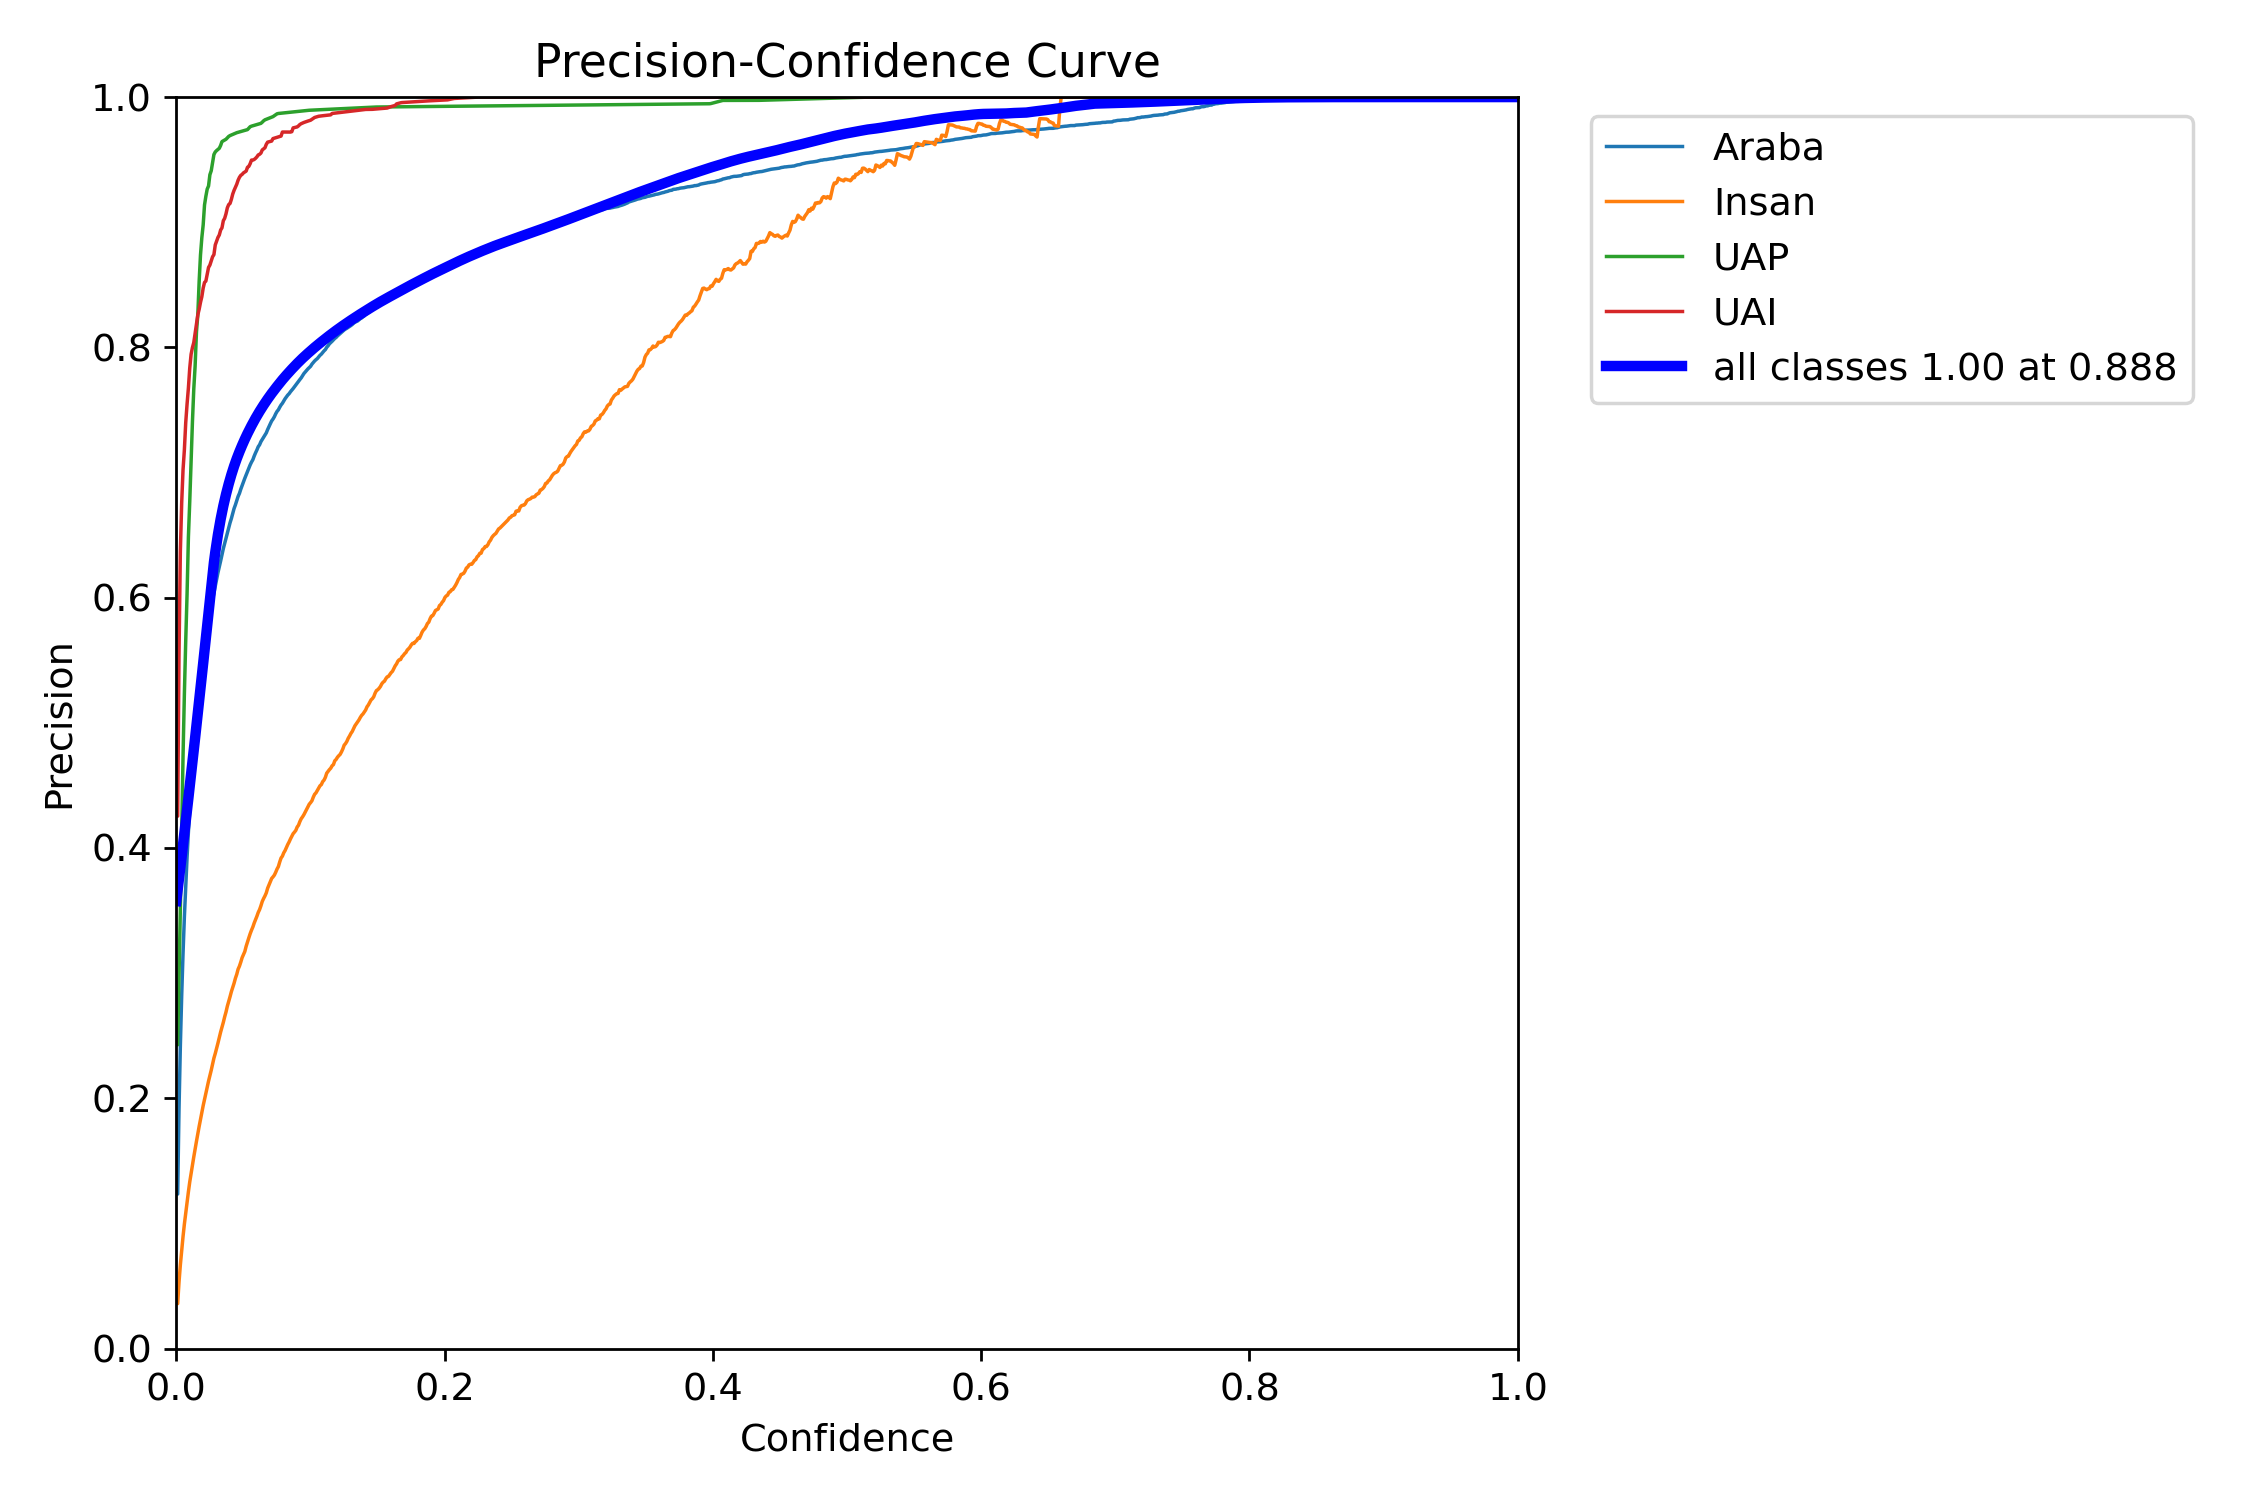 Precision-Confidence Curve
1.0
0.8
0.6
0.4
0.2
0.0
Precision
0.0 0.2 0.4 0.6 0.8 1.0
Confidence
Araba
Insan
UAP
UAI
all classes 1.00 at 0.888